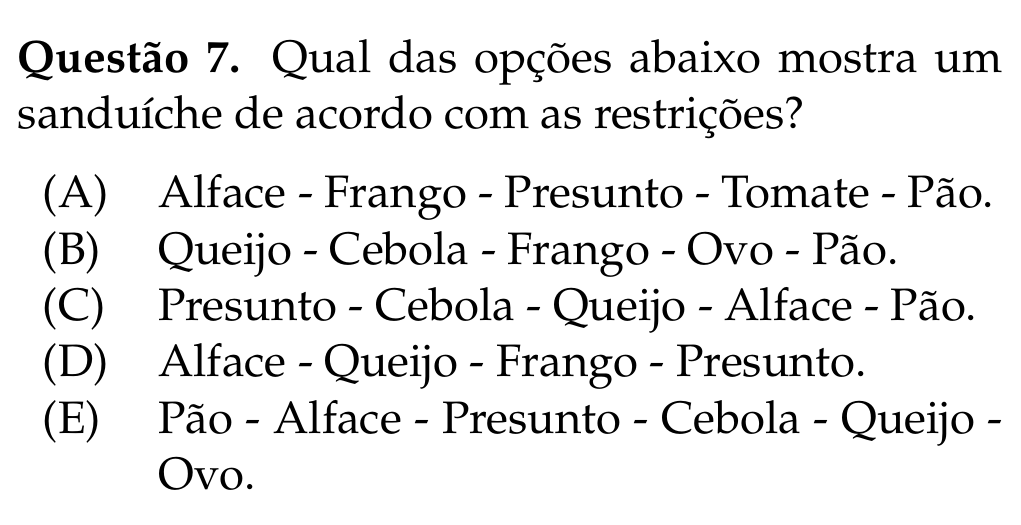 Questão 7. Qual das opções abaixo mostra um
sanduíche de acordo com as restrições?
(A) Alface - Frango - Presunto - Tomate - Pão.
(B) Queijo - Cebola - Frango - Ovo - Pão.
(C) Presunto - Cebola - Queijo - Alface - Pão.
(D) Alface - Queijo - Frango - Presunto.
(E) Pão - Alface - Presunto - Cebola - Queijo -
Ovo.